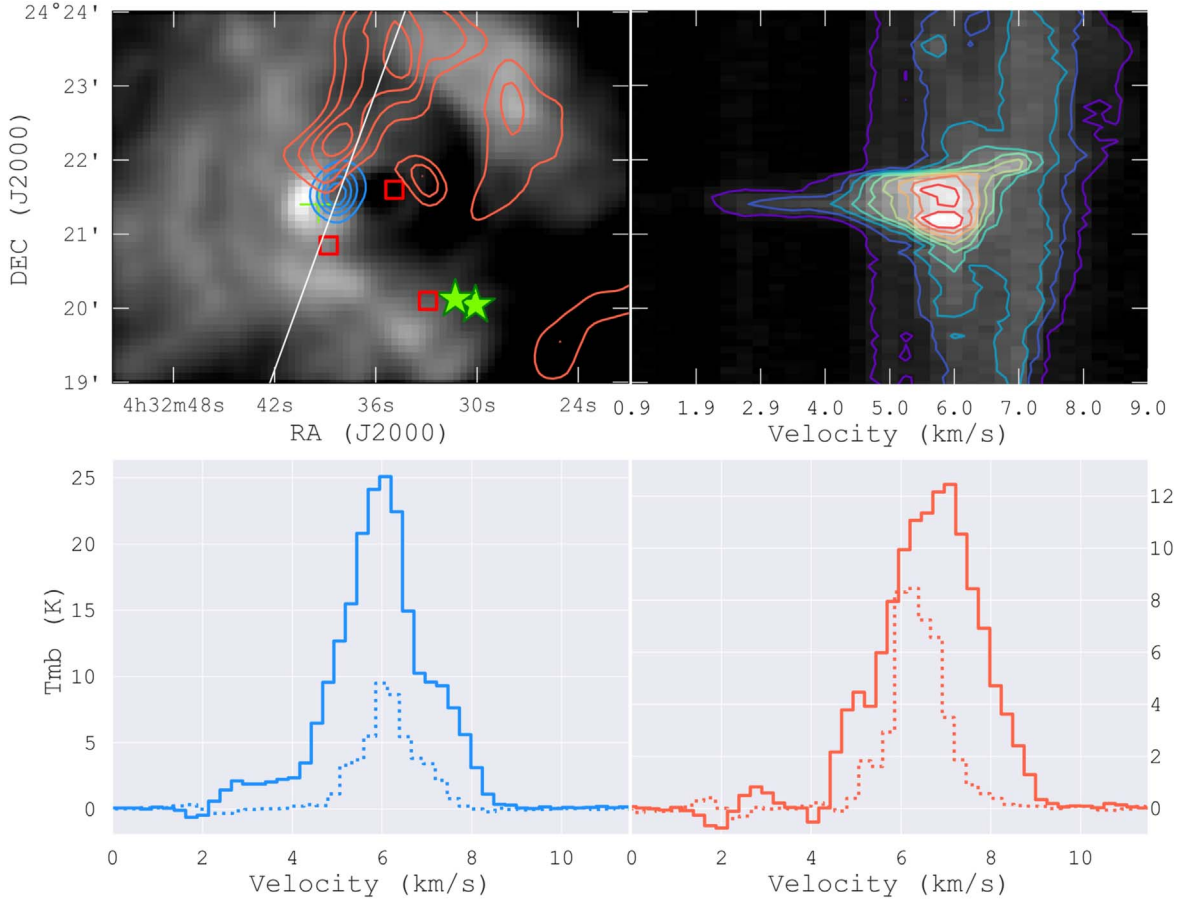 24°24'
23'
22'
21'
20'
19'
DEC (J2000)
4h32m48s 42s 36s 30s 24s
RA (J2000)
0.9 1.9 2.9 4.0 5.0 6.0 7.0 8.0 9.0
Velocity (km/s)
25
20
15
10
5
0
Tmb (K)
12
10
8
6
4
2
0
0 2 4 6 8 10
Velocity (km/s)
0 2 4 6 8 10
Velocity (km/s)